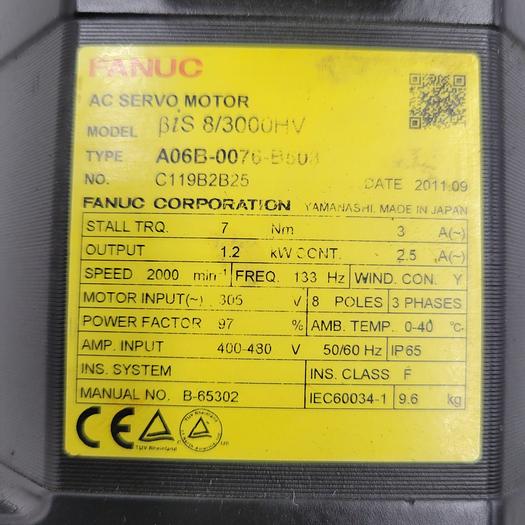 FANUC
AC SERVO MOTOR
MODEL βiS 8/3000HV
TYPE A06B-0076-B503
NO. C119B2B25 DATE 2011.09
FANUC CORPORATION YAMANASHI, MADE IN JAPAN
STALL TRQ. 7 Nm 3 A(~)
OUTPUT 1.2 kW CONT. 2.5 A(~)
SPEED 2000 min-1 FREQ. 133 Hz WIND. CON. Y
MOTOR INPUT(~) 305 V 8 POLES 3 PHASES
POWER FACTOR 97 % AMB. TEMP. 0-40 ℃
AMP. INPUT 400-480 V 50/60 Hz IP65
INS. SYSTEM INS. CLASS F
MANUAL NO. B-65302 IEC60034-1 9.6 kg
CE
TUV Rheinland